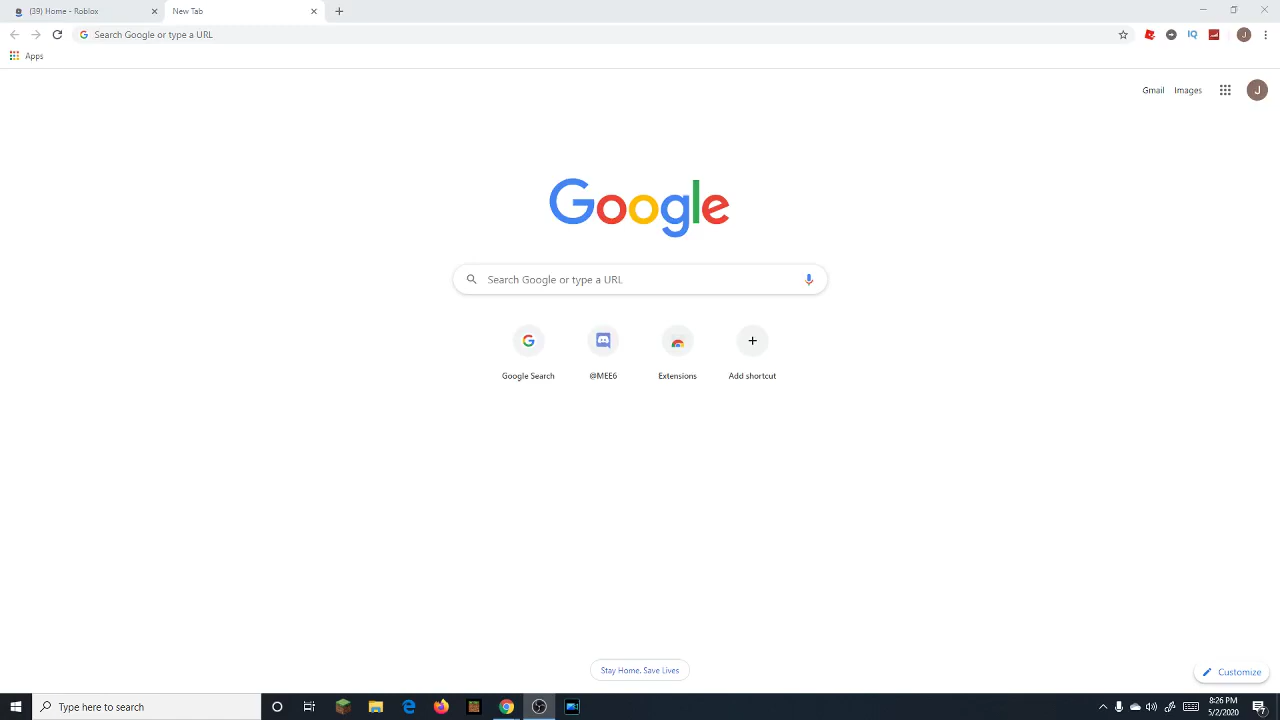 (39) Home - Roblox
New Tab
Search Google or type a URL
IQ
J
Apps
Gmail
Images
J
Google
Search Google or type a URL
Google Search
@MEE6
Extensions
Add shortcut
Stay Home. Save Lives
Customize
Type here to search
8:26 PM
5/2/2020